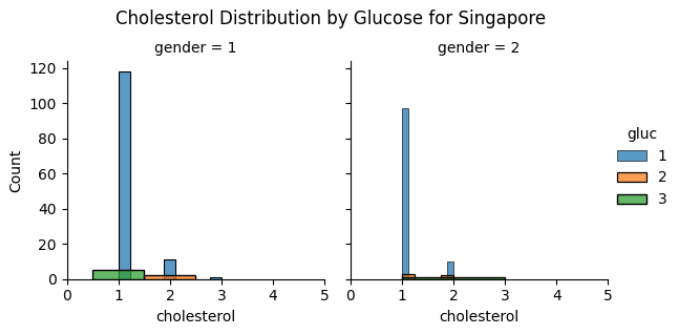 Cholesterol Distribution by Glucose for Singapore
gender = 1
gender = 2
120
100
80
60
40
20
0
Count
0 1 2 3 4 5
cholesterol
0 1 2 3 4 5
cholesterol
gluc
1
2
3